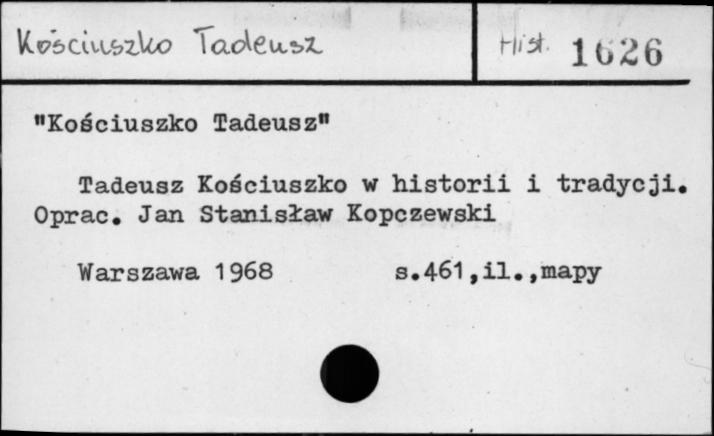 Kościuszko Tadeusz
Hist. 1626
"Kościuszko Tadeusz"
Tadeusz Kościuszko w historii i tradycji.
Oprac. Jan Stanisław Kopczewski
Warszawa 1968 s.461,il.,mapy